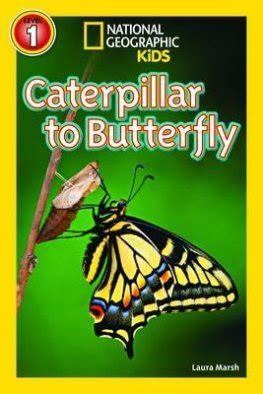 LEVEL
1
NATIONAL
GEOGRAPHIC
KiDS
Caterpillar
to Butterfly
Laura Marsh